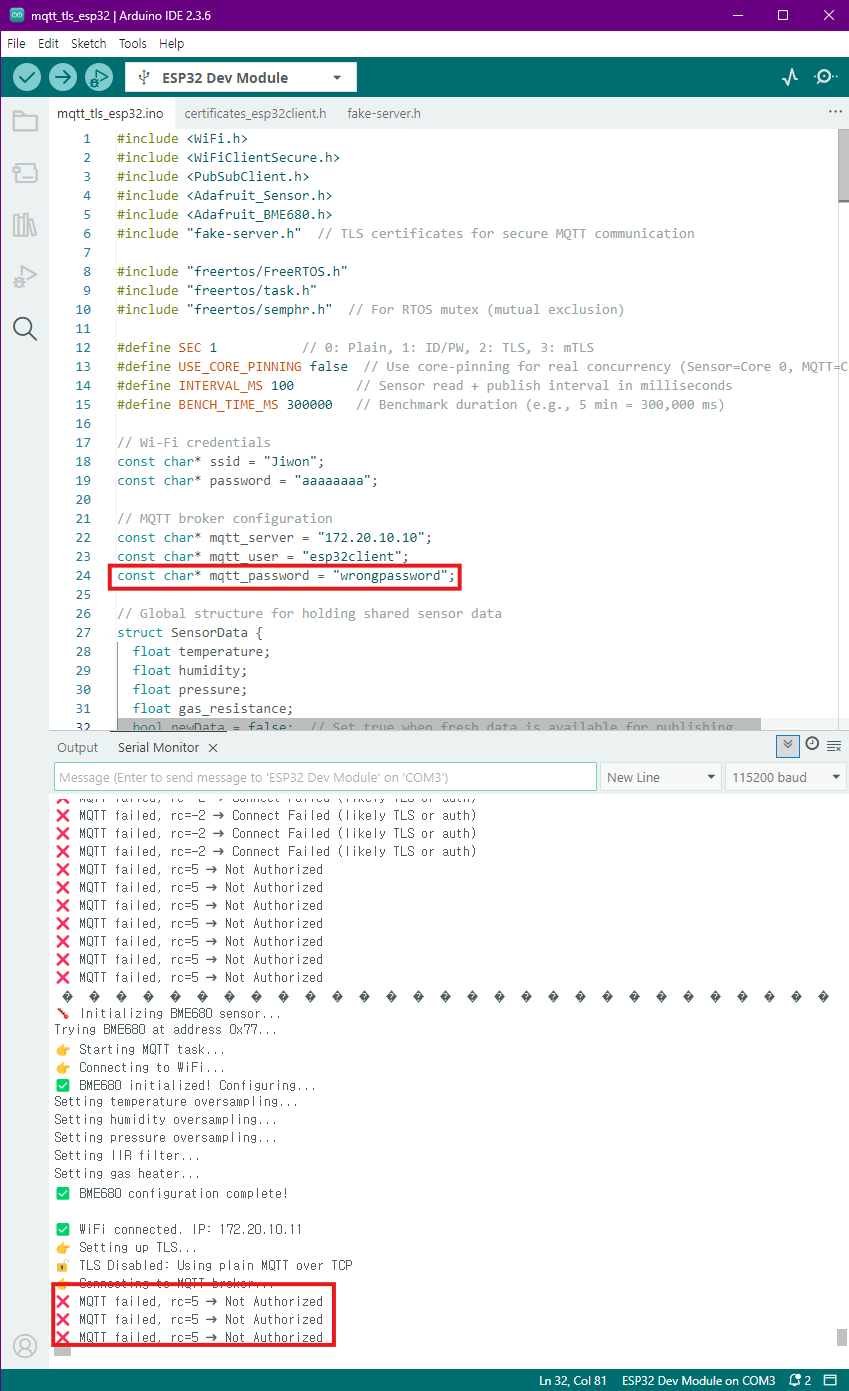 mqtt_tls_esp32 | Arduino IDE 2.3.6
File Edit Sketch Tools Help
ESP32 Dev Module
mqtt_tls_esp32.ino certificates_esp32client.h fake-server.h
1 #include <WiFi.h>
2 #include <WiFiClientSecure.h>
3 #include <PubSubClient.h>
4 #include <Adafruit_Sensor.h>
5 #include <Adafruit_BME680.h>
6 #include "fake-server.h" // TLS certificates for secure MQTT communication
7
8 #include "freertos/FreeRTOS.h"
9 #include "freertos/task.h"
10 #include "freertos/semphr.h" // For RTOS mutex (mutual exclusion)
11
12 #define SEC 1 // 0: Plain, 1: ID/PW, 2: TLS, 3: mTLS
13 #define USE_CORE_PINNING false // Use core-pinning for real concurrency (Sensor=Core 0, MQTT=C
14 #define INTERVAL_MS 100 // Sensor read + publish interval in milliseconds
15 #define BENCH_TIME_MS 300000 // Benchmark duration (e.g., 5 min = 300,000 ms)
16
17 // Wi-Fi credentials
18 const char* ssid = "Jiwon";
19 const char* password = "aaaaaaaa";
20
21 // MQTT broker configuration
22 const char* mqtt_server = "172.20.10.10";
23 const char* mqtt_user = "esp32client";
24 const char* mqtt_password = "wrongpassword";
25
26 // Global structure for holding shared sensor data
27 struct SensorData {
28 float temperature;
29 float humidity;
30 float pressure;
31 float gas_resistance;
32 bool newData = false; // Set true when fresh data is available for publishing
Output Serial Monitor
Message (Enter to send message to 'ESP32 Dev Module' on 'COM3') New Line 115200 baud
❌ MQTT failed, rc=-2 → Connect Failed (likely TLS or auth)
❌ MQTT failed, rc=-2 → Connect Failed (likely TLS or auth)
❌ MQTT failed, rc=-2 → Connect Failed (likely TLS or auth)
❌ MQTT failed, rc=-2 → Connect Failed (likely TLS or auth)
❌ MQTT failed, rc=5 → Not Authorized
❌ MQTT failed, rc=5 → Not Authorized
❌ MQTT failed, rc=5 → Not Authorized
❌ MQTT failed, rc=5 → Not Authorized
❌ MQTT failed, rc=5 → Not Authorized
❌ MQTT failed, rc=5 → Not Authorized
❌ MQTT failed, rc=5 → Not Authorized
� � � � � � � � � � � � � � � � � � � � � � � � � � � � �
Initializing BME680 sensor...
Trying BME680 at address 0x77...
👉 Starting MQTT task...
👉 Connecting to WiFi...
✅ BME680 initialized! Configuring...
Setting temperature oversampling...
Setting humidity oversampling...
Setting pressure oversampling...
Setting IIR filter...
Setting gas heater...
✅ BME680 configuration complete!
✅ WiFi connected. IP: 172.20.10.11
👉 Setting up TLS...
🔓 TLS Disabled: Using plain MQTT over TCP
👉 Connecting to MQTT broker...
❌ MQTT failed, rc=5 → Not Authorized
❌ MQTT failed, rc=5 → Not Authorized
❌ MQTT failed, rc=5 → Not Authorized
Ln 32, Col 81 ESP32 Dev Module on COM3 2